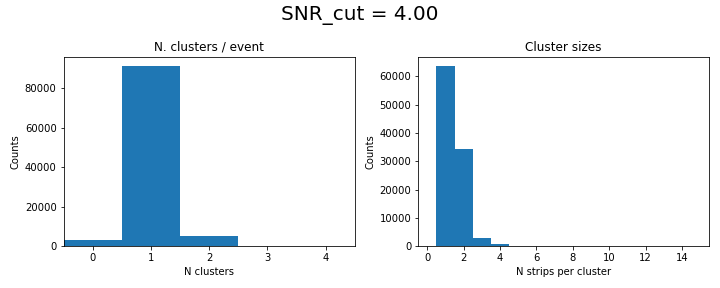 SNR_cut = 4.00
N. clusters / event
Counts
80000
60000
40000
20000
0
0 1 2 3 4
N clusters
Cluster sizes
Counts
60000
50000
40000
30000
20000
10000
0
0 2 4 6 8 10 12 14
N strips per cluster